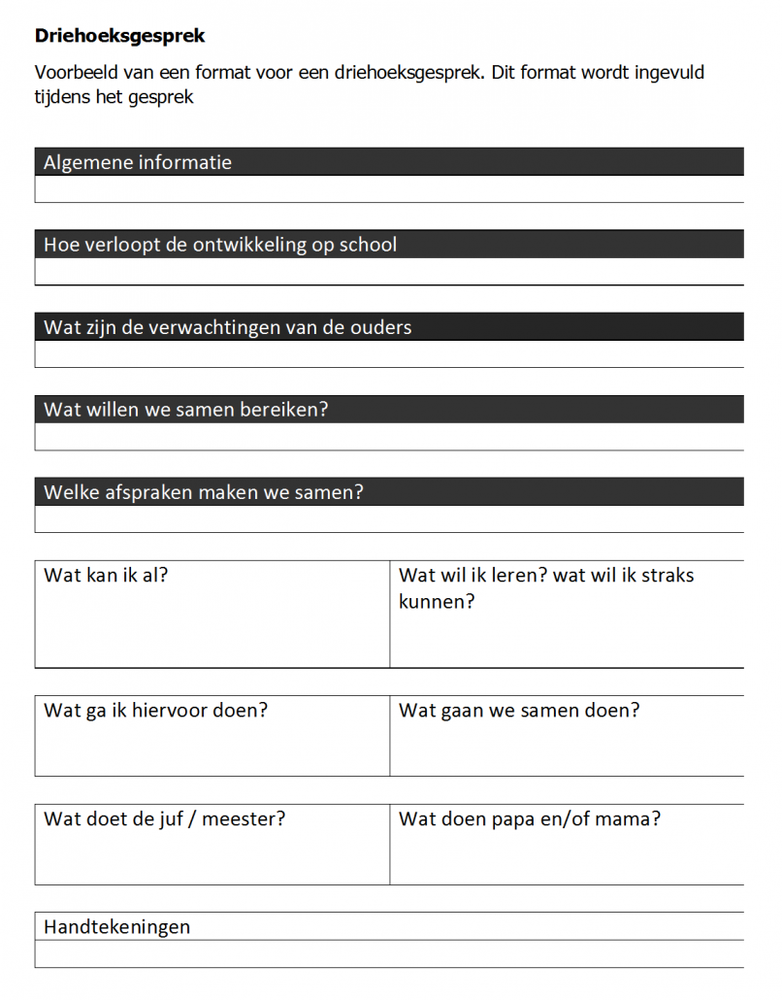 Driehoeksgesprek
Voorbeeld van een format voor een driehoeksgesprek. Dit format wordt ingevuld
tijdens het gesprek
Algemene informatie
Hoe verloopt de ontwikkeling op school
Wat zijn de verwachtingen van de ouders
Wat willen we samen bereiken?
Welke afspraken maken we samen?
Wat kan ik al?
Wat wil ik leren? wat wil ik straks
kunnen?
Wat ga ik hiervoor doen?
Wat gaan we samen doen?
Wat doet de juf / meester?
Wat doen papa en/of mama?
Handtekeningen